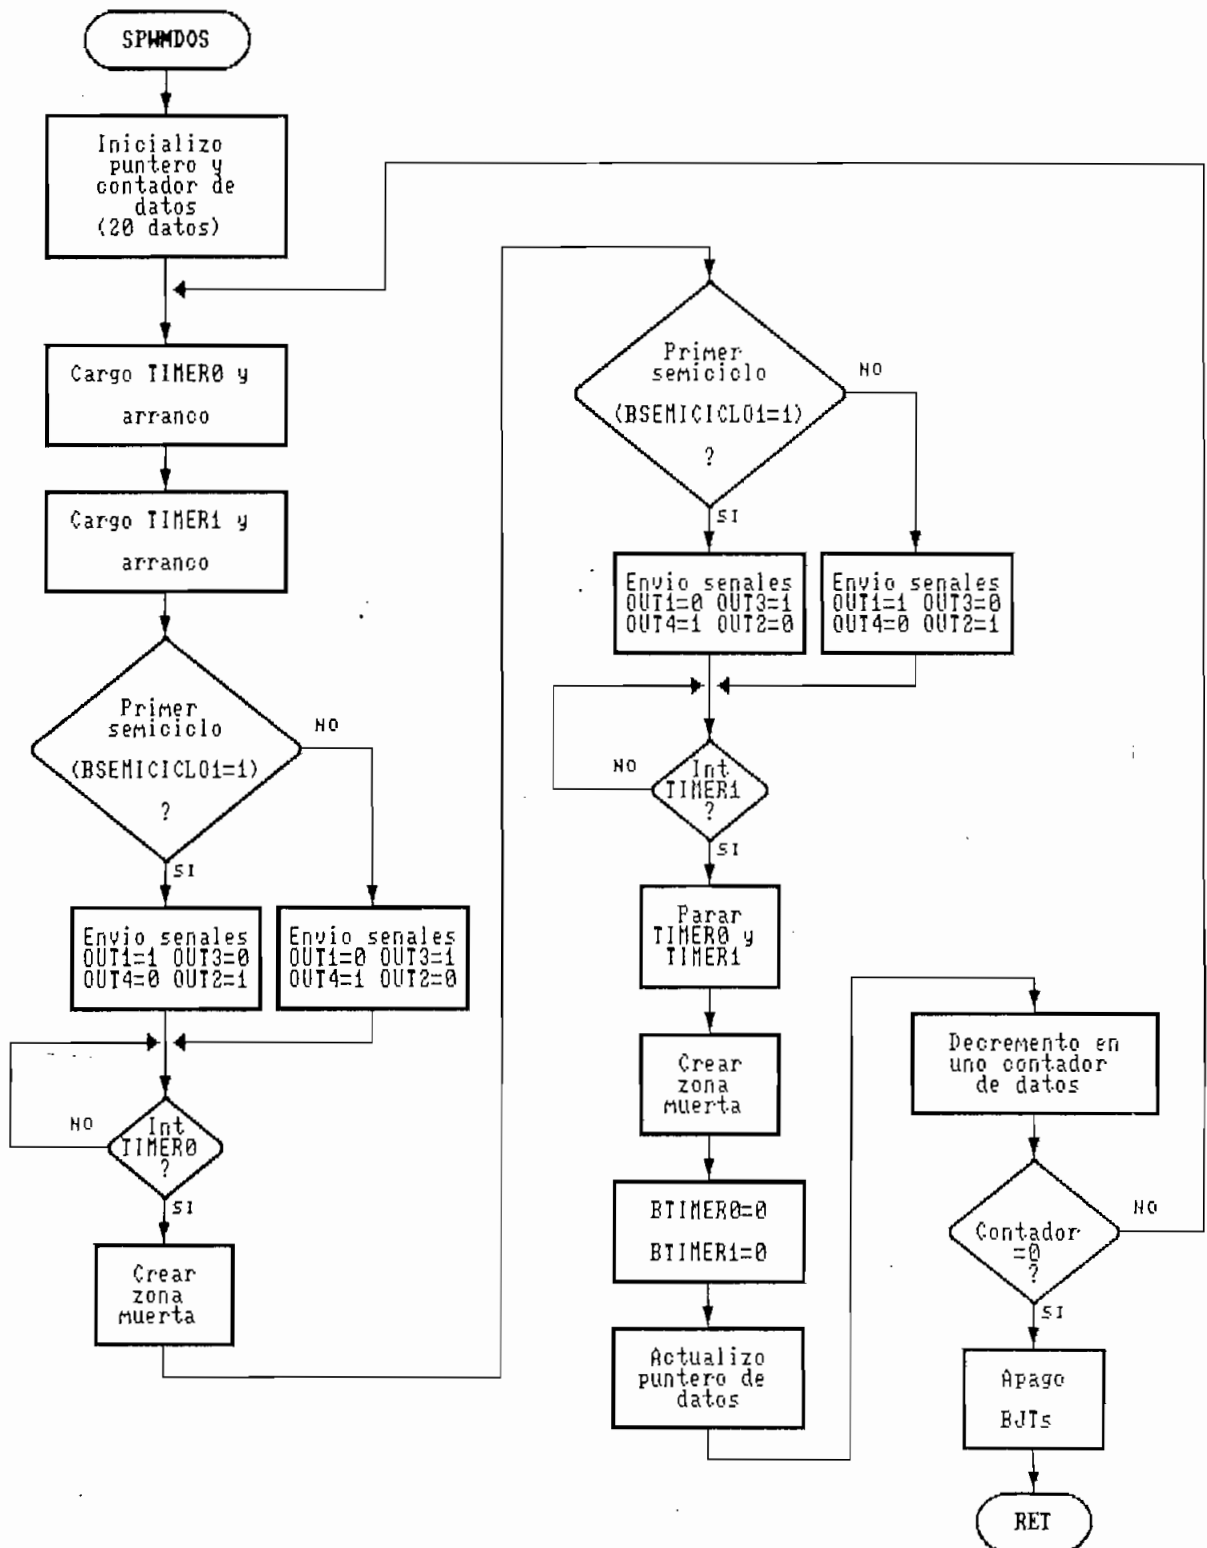 SPWMDOS
Inicializo
puntero y
contador de
datos
(20 datos)
Cargo TIMER0 y
arranco
Cargo TIMER1 y
arranco
Primer
semiciclo
(BSEMICICLO1=1)
?
NO
SI
Envio senales
OUT1=1 OUT3=0
OUT4=0 OUT2=1
Envio senales
OUT1=0 OUT3=1
OUT4=1 OUT2=0
Int
TIMER0
?
NO
SI
Crear
zona
muerta
Primer
semiciclo
(BSEMICICLO1=1)
?
NO
SI
Envio senales
OUT1=0 OUT3=1
OUT4=1 OUT2=0
Envio senales
OUT1=1 OUT3=0
OUT4=0 OUT2=1
Int
TIMER1
?
NO
SI
Parar
TIMER0 y
TIMER1
Crear
zona
muerta
BTIMER0=0
BTIMER1=0
Actualizo
puntero de
datos
Decremento en
uno contador
de datos
Contador
=0
?
NO
SI
Apago
BJTs
RET